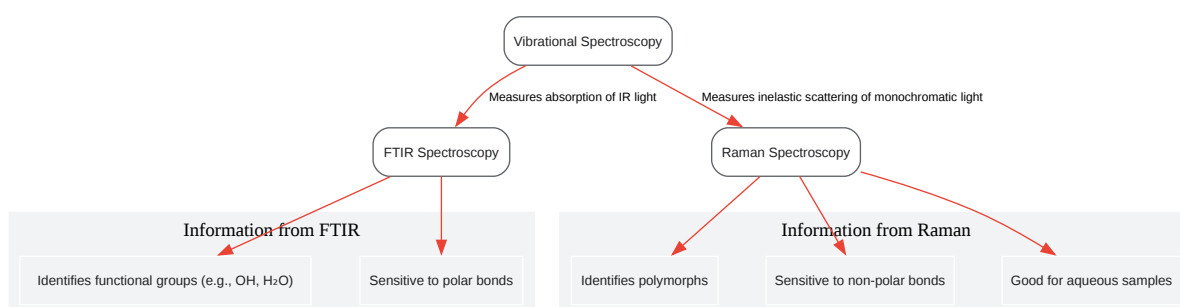 Vibrational Spectroscopy
Measures absorption of IR light
Measures inelastic scattering of monochromatic light
FTIR Spectroscopy
Raman Spectroscopy
Information from FTIR
Information from Raman
Identifies functional groups (e.g., OH, H₂O)
Sensitive to polar bonds
Identifies polymorphs
Sensitive to non-polar bonds
Good for aqueous samples